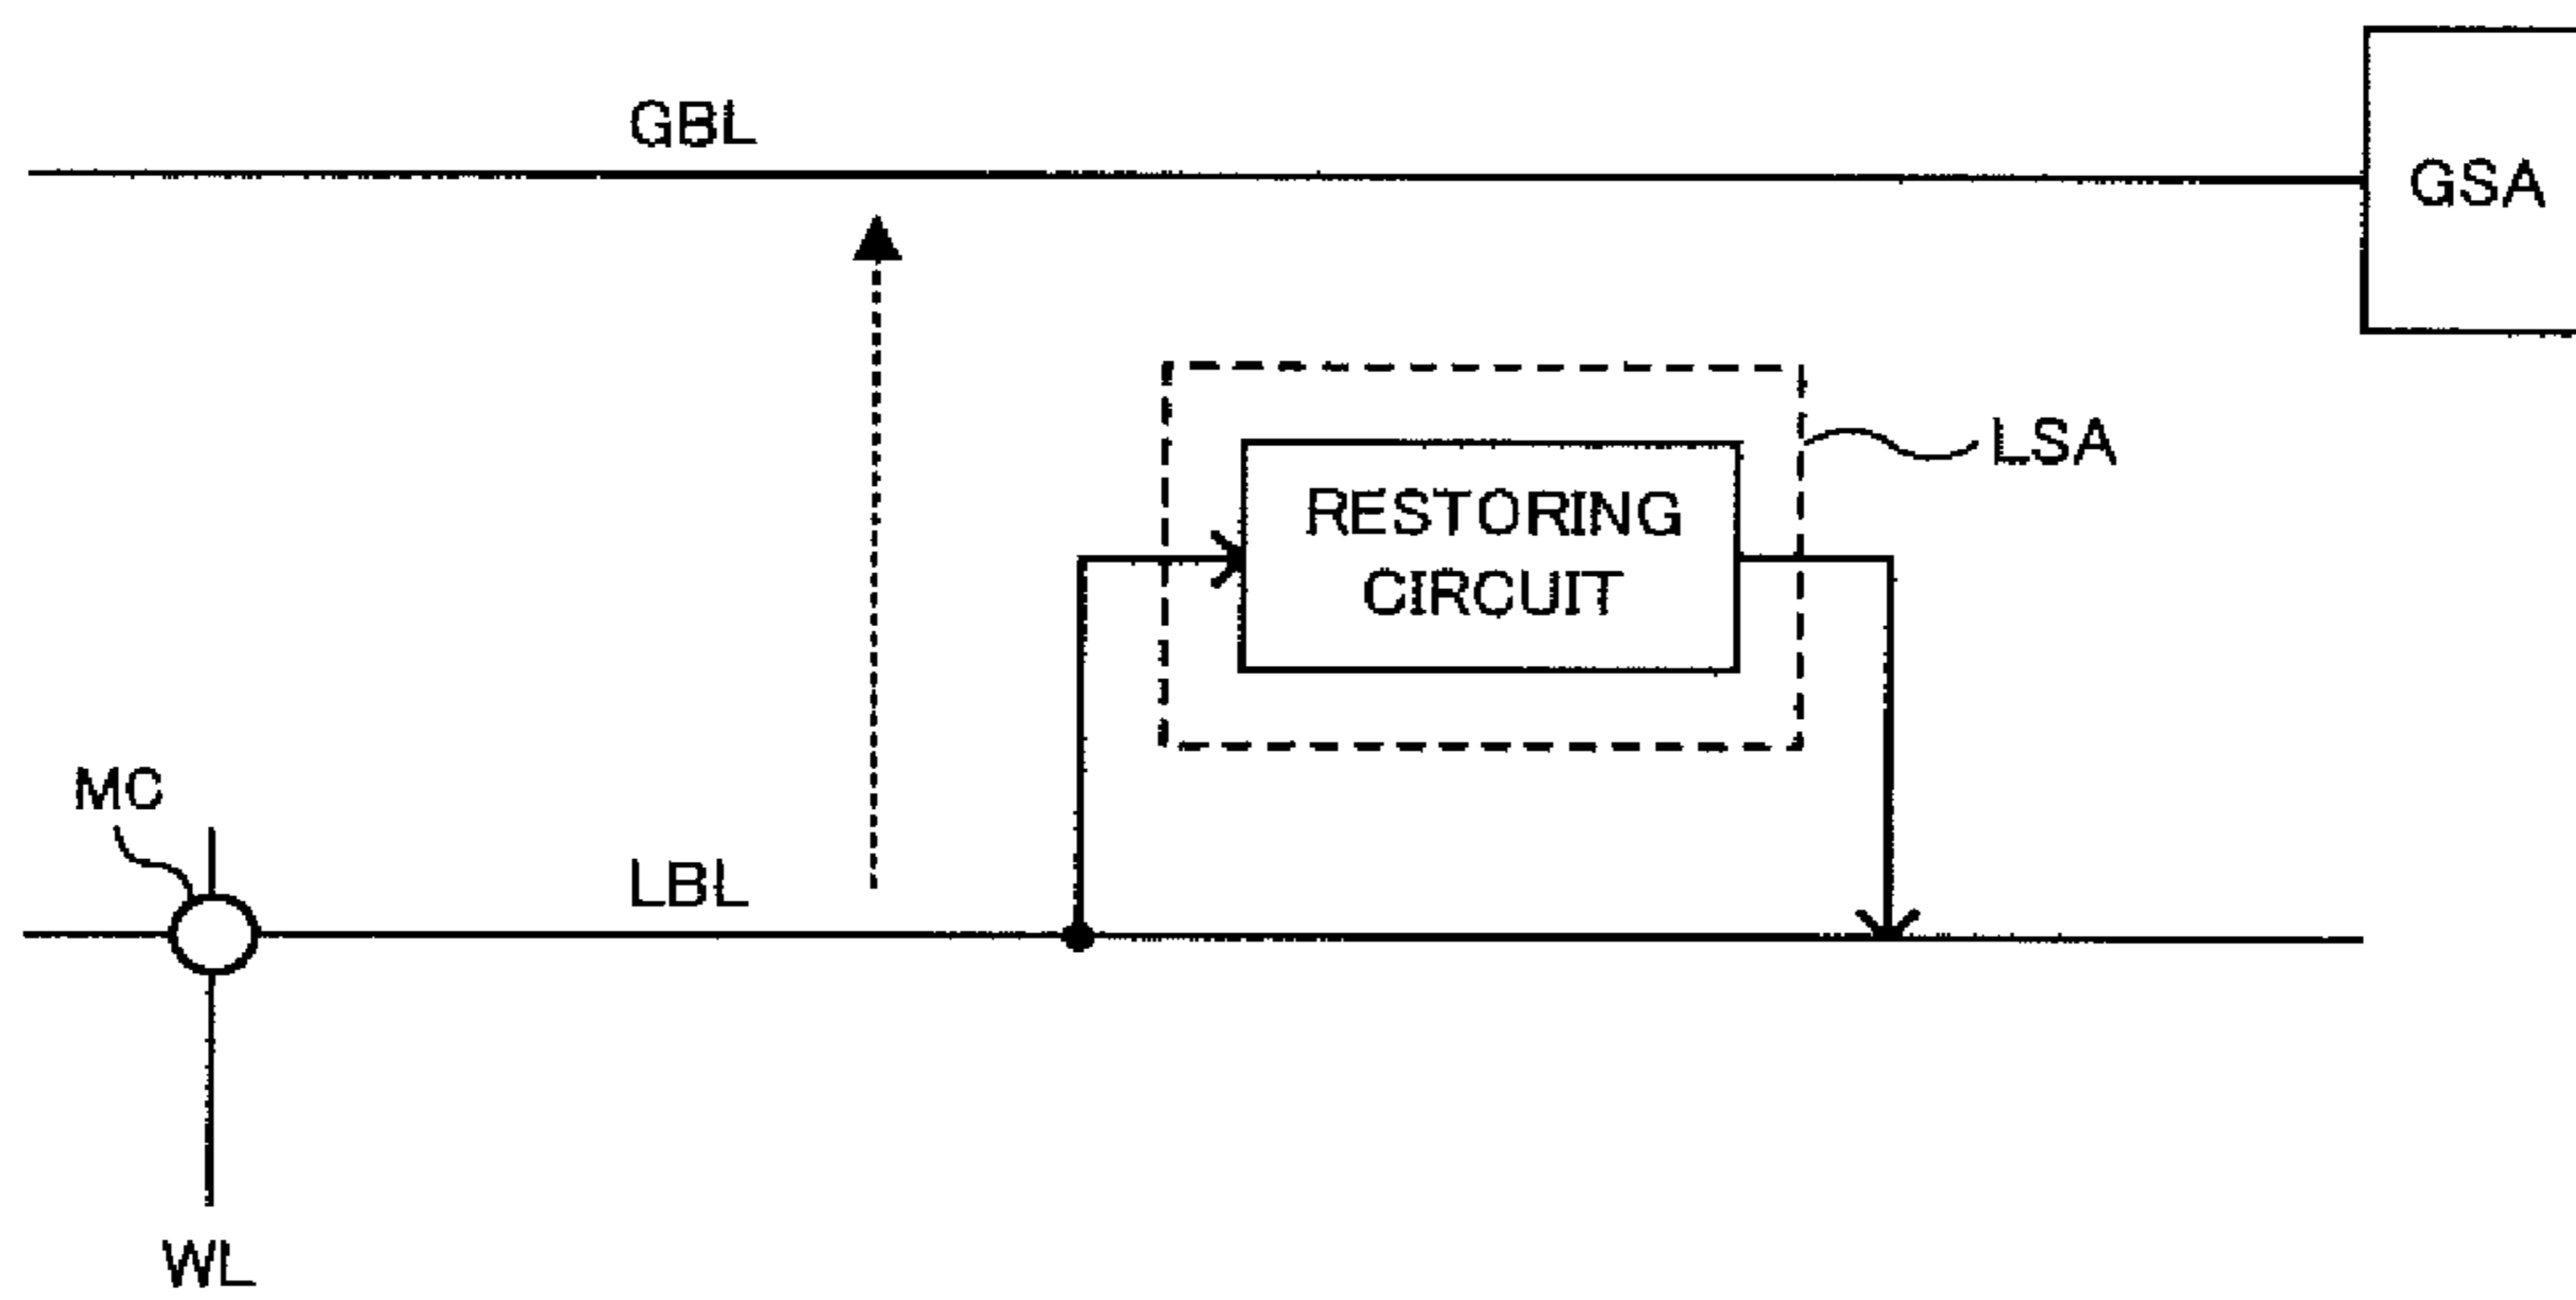 GBL
GSA
LSA
RESTORING
CIRCUIT
MC
LBL
WL